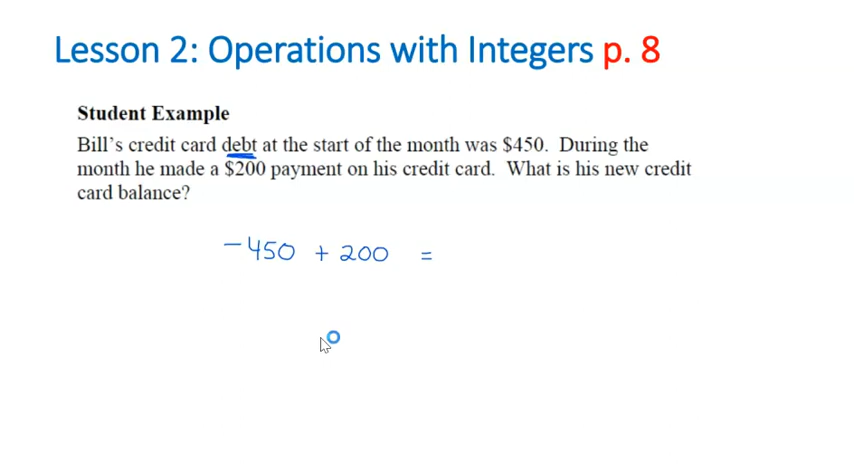 Lesson 2: Operations with Integers p. 8
Student Example
Bill's credit card debt at the start of the month was $450. During the
month he made a $200 payment on his credit card. What is his new credit
card balance?
-450 + 200 =